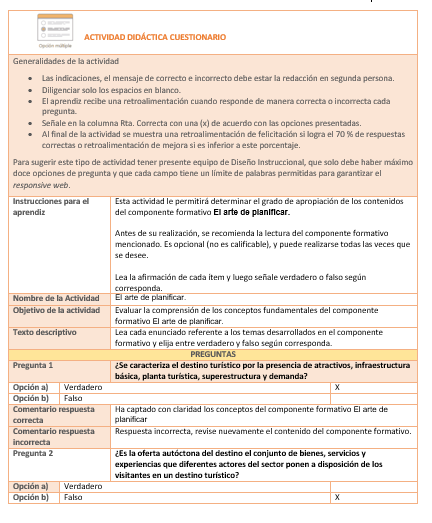 Opción múltiple
ACTIVIDAD DIDÁCTICA CUESTIONARIO
Generalidades de la actividad
• Las indicaciones, el mensaje de correcto e incorrecto debe estar la redacción en segunda persona.
• Diligenciar solo los espacios en blanco.
• El aprendiz recibe una retroalimentación cuando responde de manera correcta o incorrecta cada
pregunta.
• Señale en la columna Rta. Correcta con una (x) de acuerdo con las opciones presentadas.
• Al final de la actividad se muestra una retroalimentación de felicitación si logra el 70 % de respuestas
correctas o retroalimentación de mejora si es inferior a este porcentaje.
Para sugerir este tipo de actividad tener presente equipo de Diseño Instruccional, que solo debe haber máximo
doce opciones de pregunta y que cada campo tiene un límite de palabras permitidas para garantizar el
responsive web.
Instrucciones para el
aprendiz
Esta actividad le permitirá determinar el grado de apropiación de los contenidos
del componente formativo El arte de planificar.
Antes de su realización, se recomienda la lectura del componente formativo
mencionado. Es opcional (no es calificable), y puede realizarse todas las veces que
se desee.
Lea la afirmación de cada ítem y luego señale verdadero o falso según
corresponda.
Nombre de la Actividad
El arte de planificar.
Objetivo de la actividad
Evaluar la comprensión de los conceptos fundamentales del componente
formativo El arte de planificar.
Texto descriptivo
Lea cada enunciado referente a los temas desarrollados en el componente
formativo y elija entre verdadero y falso según corresponda.
PREGUNTAS
Pregunta 1
¿Se caracteriza el destino turístico por la presencia de atractivos, infraestructura
básica, planta turística, superestructura y demanda?
Opción a) Verdadero X
Opción b) Falso
Comentario respuesta
correcta
Ha captado con claridad los conceptos del componente formativo El arte de
planificar
Comentario respuesta
incorrecta
Respuesta incorrecta, revise nuevamente el contenido del componente formativo.
Pregunta 2
¿Es la oferta autóctona del destino el conjunto de bienes, servicios y
experiencias que diferentes actores del sector ponen a disposición de los
visitantes en un destino turístico?
Opción a) Verdadero
Opción b) Falso X